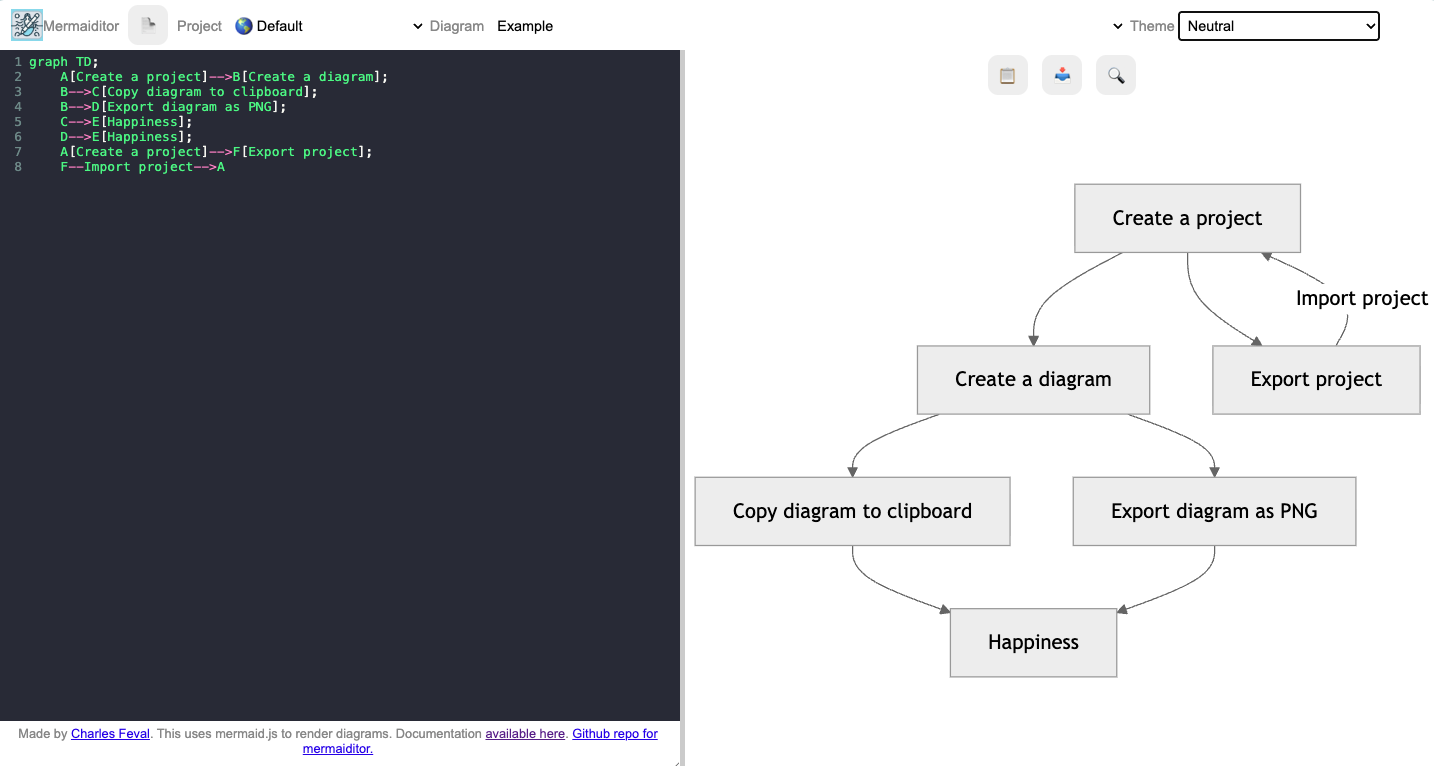 Mermaiditor Project 🌎 Default Diagram Example Theme Neutral
1 graph TD;
2     A[Create a project]-->B[Create a diagram];
3     B-->C[Copy diagram to clipboard];
4     B-->D[Export diagram as PNG];
5     C-->E[Happiness];
6     D-->E[Happiness];
7     A[Create a project]-->F[Export project];
8     F--Import project-->A
Create a project
Import project
Create a diagram
Export project
Copy diagram to clipboard
Export diagram as PNG
Happiness
Made by Charles Feval. This uses mermaid.js to render diagrams. Documentation available here. Github repo for
mermaiditor.